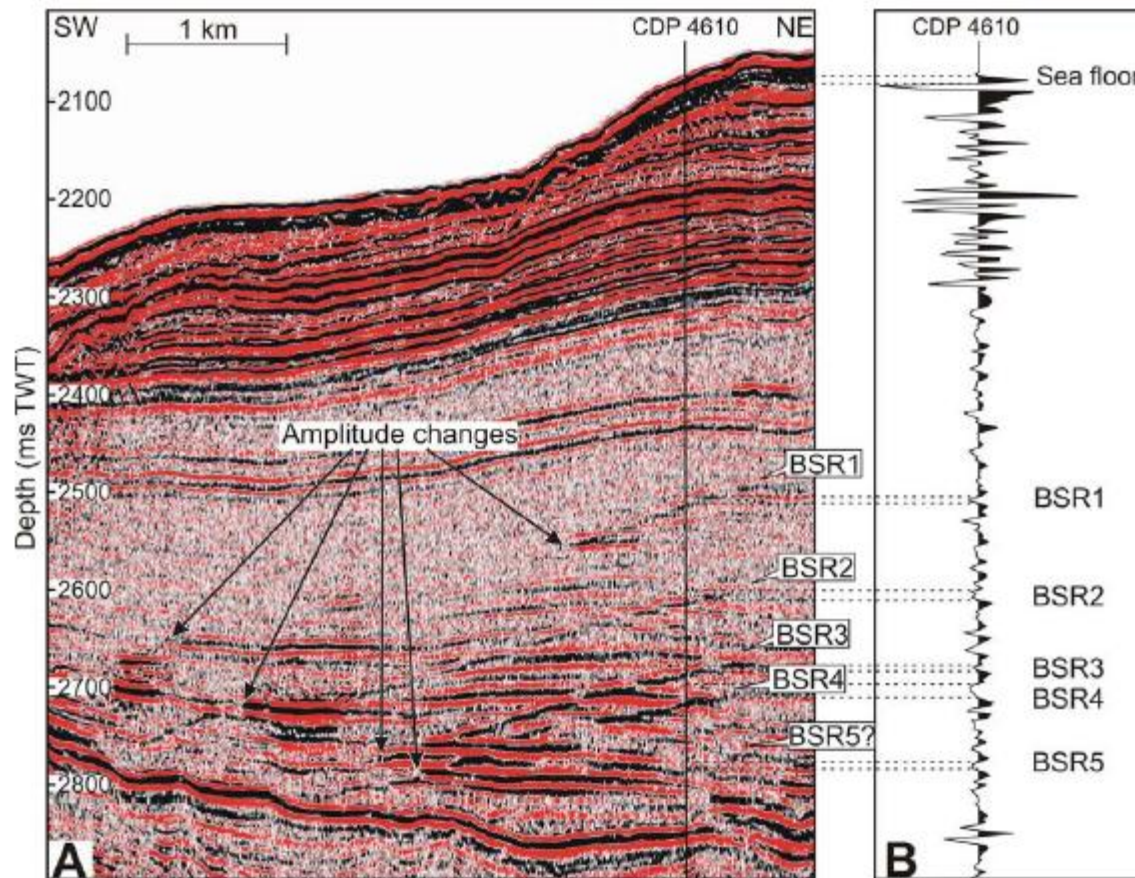 SW
1 km
CDP 4610
NE
CDP 4610
Sea floor
-2100
-2200
-2300
-2400
Amplitude changes
BSR1
-2500
BSR1
BSR2
-2600
BSR2
BSR3
BSR3
-2700
BSR4
BSR4
BSR5?
BSR5
-2800
Depth (ms TWT)
A
B